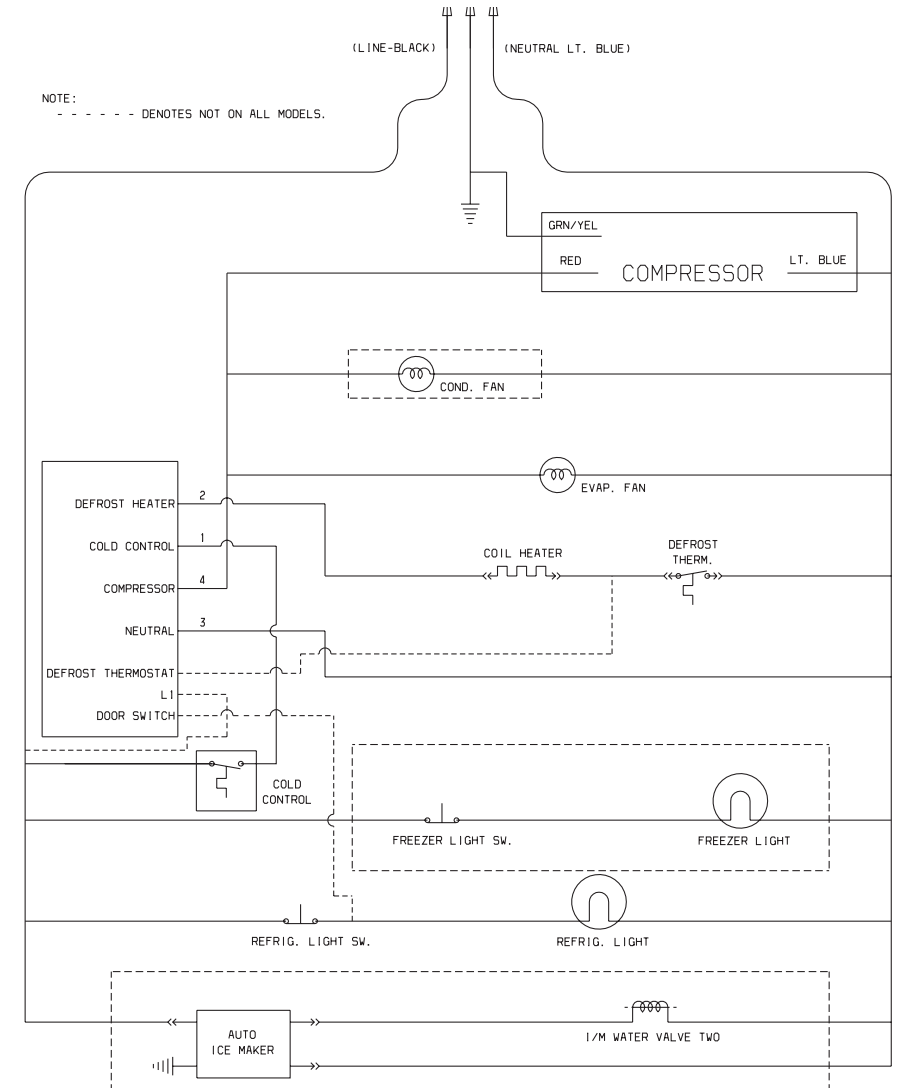 (LINE-BLACK)
(NEUTRAL LT. BLUE)
NOTE:
- - - - - - DENOTES NOT ON ALL MODELS.
GRN/YEL
RED
COMPRESSOR
LT. BLUE
COND. FAN
EVAP. FAN
DEFROST HEATER
2
COLD CONTROL
1
COMPRESSOR
4
NEUTRAL
3
DEFROST THERMOSTAT
L1
DOOR SWITCH
COIL HEATER
DEFROST
THERM.
COLD
CONTROL
FREEZER LIGHT SW.
FREEZER LIGHT
REFRIG. LIGHT SW.
REFRIG. LIGHT
AUTO
ICE MAKER
I/M WATER VALVE TWO